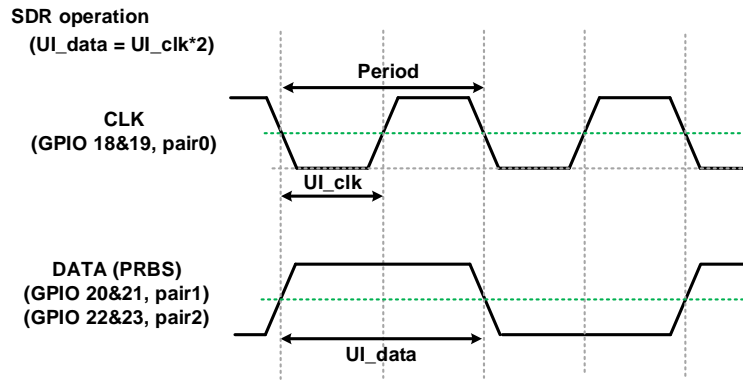 SDR operation
(UI_data = UI_clk*2)
Period
CLK
(GPIO 18&19, pair0)
UI_clk
DATA (PRBS)
(GPIO 20&21, pair1)
(GPIO 22&23, pair2)
UI_data